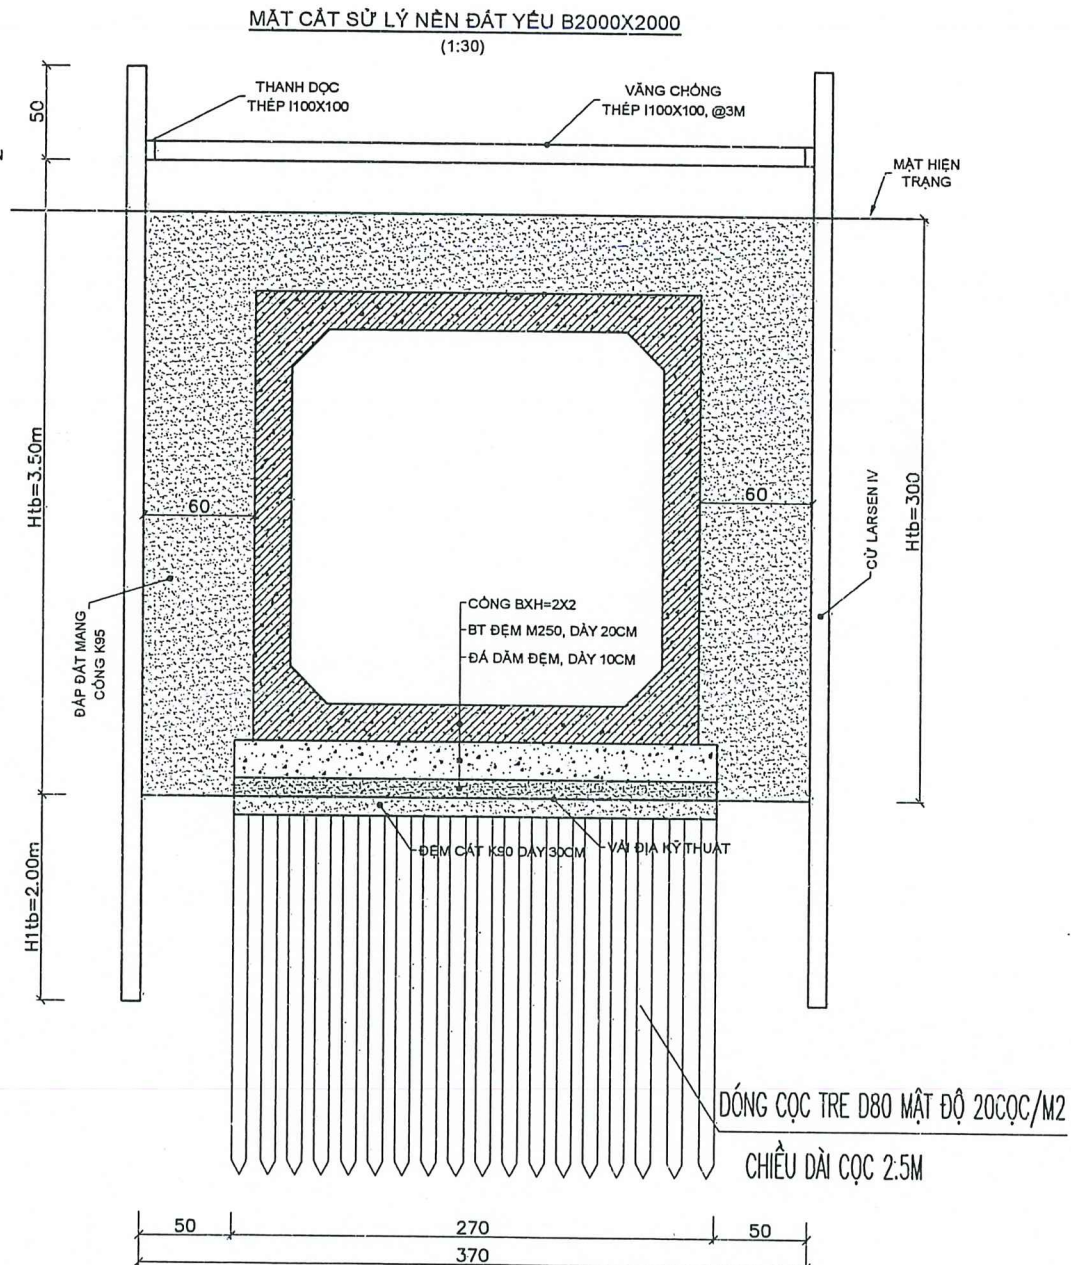 MẶT CẮT SỬ LÝ NỀN ĐẤT YẾU B2000X2000
(1:30)
THANH DỌC
THÉP I100X100
VĂNG CHỐNG
THÉP I100X100, @3M
50
MẶT HIỆN
TRẠNG
Htb=3.50m
60
60
Htb=300
CỪ LARSEN IV
ĐẮP ĐẤT MANG
CỐNG K95
CỐNG BXH=2X2
BT ĐỆM M250, DÀY 20CM
ĐÁ DĂM ĐỆM, DÀY 10CM
ĐỆM CÁT K90 DÀY 30CM
VẢI ĐỊA KỸ THUẬT
H1tb=2.00m
DÓNG CỌC TRE D80 MẬT ĐỘ 20CỌC/M2
CHIỀU DÀI CỌC 2.5M
50
270
50
370